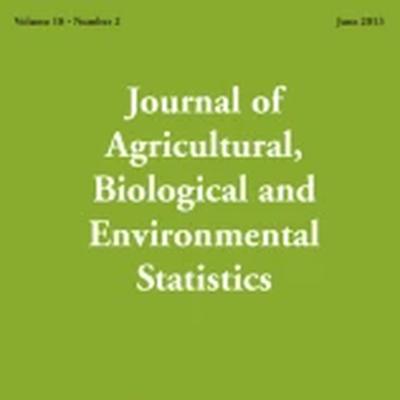 Volume 18 • Number 2
June 2013
Journal of
Agricultural,
Biological and
Environmental
Statistics